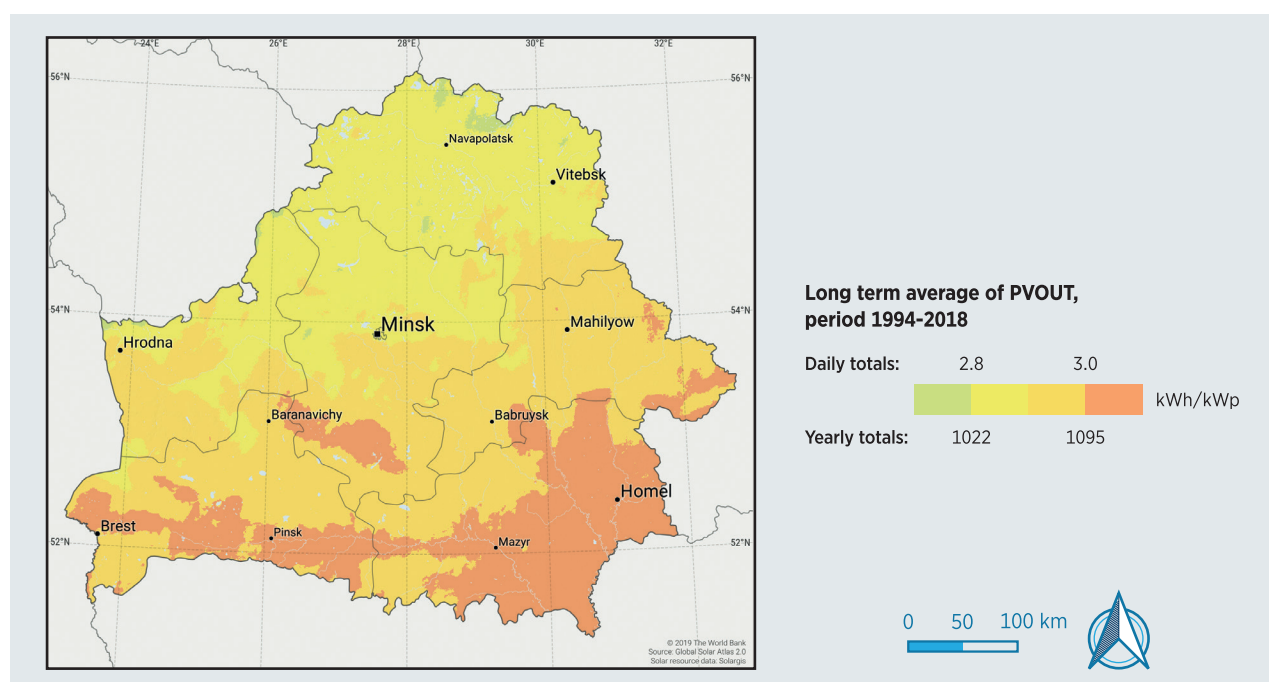 24°E 26°E 28°E 30°E 32°E
56°N 56°N
Navapolatsk
Vitebsk
54°N 54°N
Minsk
Mahilyow
Hrodna
Baranavichy
Babruysk
Homel
Brest
Pinsk
Mazyr
52°N 52°N
© 2019 The World Bank
Source: Global Solar Atlas 2.0
Solar resource data: Solargis
Long term average of PVOUT,
period 1994-2018
Daily totals: 2.8 3.0
kWh/kWp
Yearly totals: 1022 1095
0 50 100 km